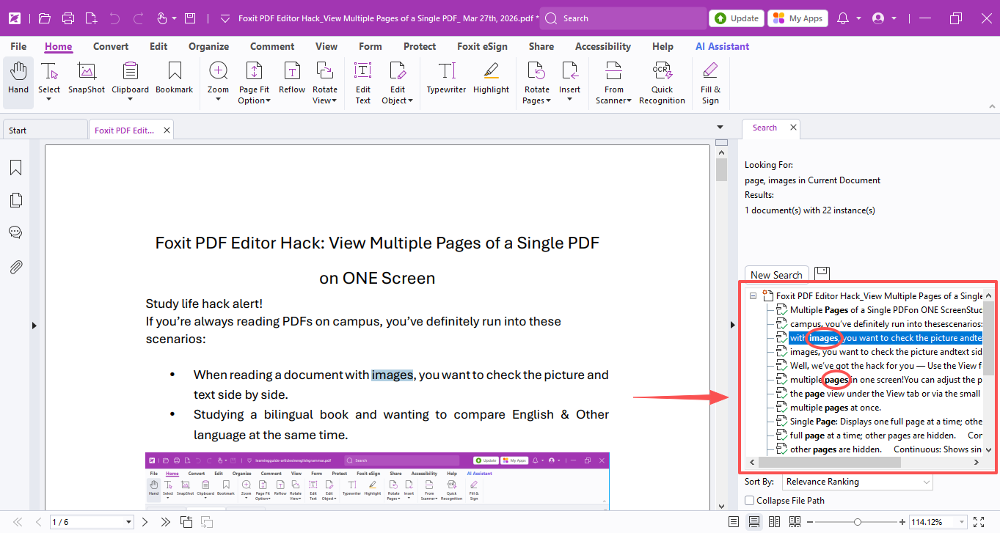 Foxit PDF Editor Hack_View Multiple Pages of a Single PDF_ Mar 27th, 2026.pdf *
Search
Update
My Apps
File
Home
Convert
Edit
Organize
Comment
View
Form
Protect
Foxit eSign
Share
Accessibility
Help
AI Assistant
Hand
Select
SnapShot
Clipboard
Bookmark
Zoom
Page Fit
Option
Reflow
Rotate
View
Edit
Text
Edit
Object
Typewriter
Highlight
Rotate
Pages
Insert
From
Scanner
OCR
Quick
Recognition
Fill &
Sign
Start
Foxit PDF Edit...
Search
Foxit PDF Editor Hack: View Multiple Pages of a Single PDF
on ONE Screen
Study life hack alert!
If you’re always reading PDFs on campus, you’ve definitely run into these
scenarios:
• When reading a document with images, you want to check the picture and
text side by side.
• Studying a bilingual book and wanting to compare English & Other
language at the same time.
Search
Update
My Apps
File
Home
Convert
Edit
Organize
Comment
View
Form
Protect
Foxit eSign
Share
Accessibility
Help
AI Assistant
Hand
Select
SnapShot
Clipboard
Bookmark
Zoom
Page Fit
Option
Reflow
Rotate
View
Edit
Text
Edit
Object
Typewriter
Highlight
Rotate
Pages
Insert
From
Scanner
Quick
Recognition
Fill &
Sign
Looking For:
page, images in Current Document
Results:
1 document(s) with 22 instance(s)
New Search
Foxit PDF Editor Hack_View Multiple Pages of a Single
Multiple Pages of a Single PDFon ONE ScreenStud
campus, you’ve definitely run into thesescenarios:
with images, you want to check the picture andte
images, you want to check the picture andtext sid
Well, we’ve got the hack for you — Use the View f
multiple pages in one screen!You can adjust the p
the page view under the View tab or via the small
multiple pages at once.
Single Page: Displays one full page at a time; othe
full page at a time; other pages are hidden. Con
other pages are hidden. Continuous: Shows sin
Sort By:
Relevance Ranking
Collapse File Path
1 / 6
114.12%